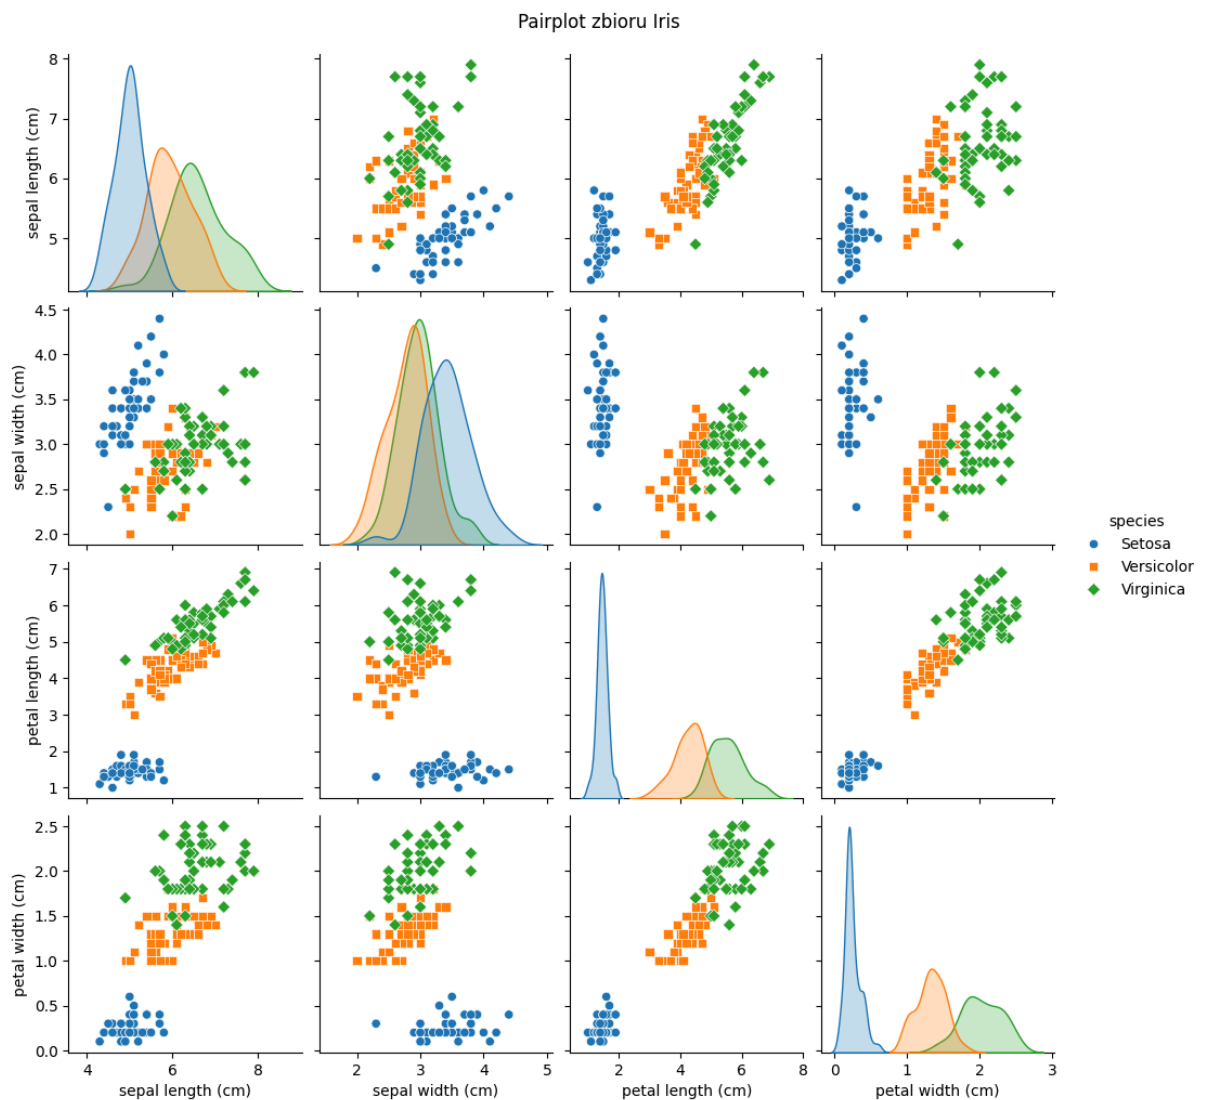 Pairplot zbioru Iris
8
7
6
5
sepal length (cm)
4.5
4.0
3.5
3.0
2.5
2.0
sepal width (cm)
7
6
5
4
3
2
1
petal length (cm)
2.5
2.0
1.5
1.0
0.5
0.0
petal width (cm)
4 6 8
sepal length (cm)
2 3 4 5
sepal width (cm)
2 4 6 8
petal length (cm)
0 1 2 3
petal width (cm)
species
Setosa
Versicolor
Virginica